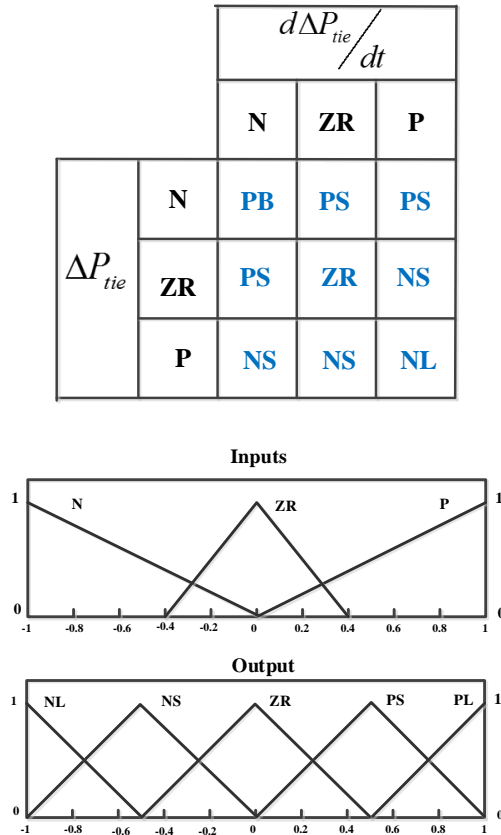 dΔP_tie/dt
N ZR P
N PB PS PS
ΔP_tie ZR PS ZR NS
P NS NS NL
Inputs
1 N ZR P 1
0 0
-1 -0.8 -0.6 -0.4 -0.2 0 0.2 0.4 0.6 0.8 1
Output
1 NL NS ZR PS PL 1
0 0
-1 -0.8 -0.6 -0.4 -0.2 0 0.2 0.4 0.6 0.8 1